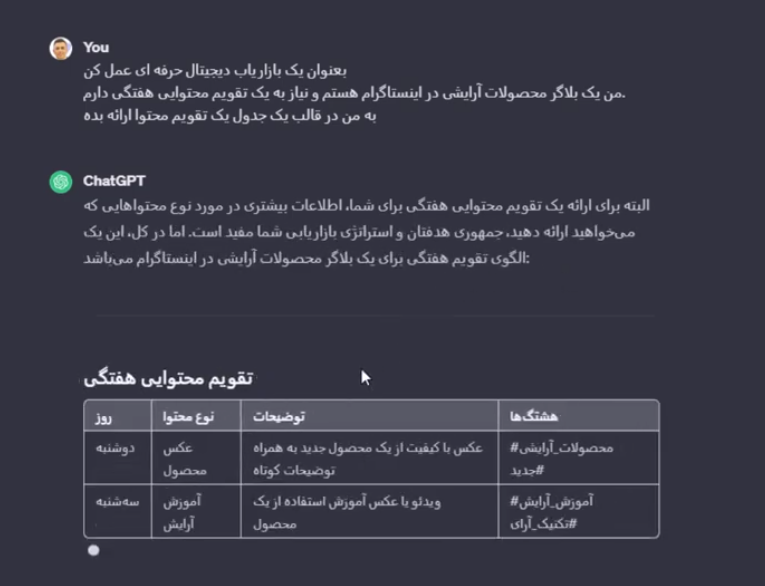 You
بعنوان یک بازاریاب دیجیتال حرفه ای عمل کن
من یک بلاگر محصولات آرایشی در اینستاگرام هستم و نیاز به یک تقویم محتوایی هفتگی دارم.
به من در قالب یک جدول یک تقویم محتوا ارائه بده
ChatGPT
البته برای ارائه یک تقویم محتوایی هفتگی برای شما، اطلاعات بیشتری در مورد نوع محتواهایی که
می‌خواهید ارائه دهید، جمهوری هدفتان و استراتژی بازاریابی شما مفید است. اما در کل، این یک
الگوی تقویم هفتگی برای یک بلاگر محصولات آرایشی در اینستاگرام می‌باشد:
تقویم محتوایی هفتگی
روز
نوع محتوا
توضیحات
هشتگ‌ها
دوشنبه
عکس
محصول
عکس با کیفیت از یک محصول جدید به همراه
توضیحات کوتاه
#محصولات_آرایشی
#جدید
سه‌شنبه
آموزش
آرایش
ویدئو یا عکس آموزش استفاده از یک
محصول
#آموزش_آرایش
#تکنیک_آرای